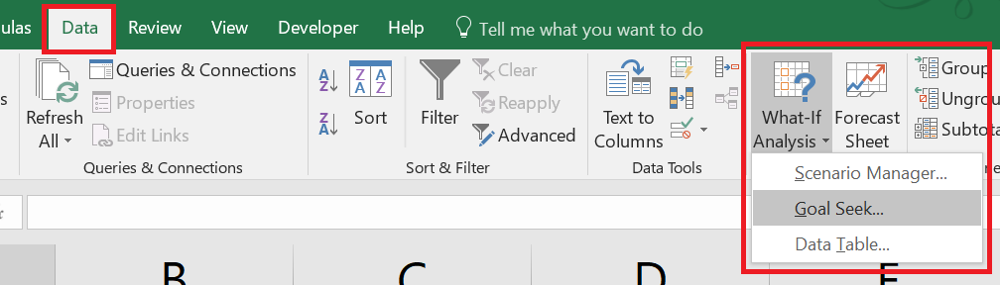 ulas Data Review View Developer Help Tell me what you want to do
Queries & Connections
Properties
Edit Links
Refresh
All
Queries & Connections
Sort
Filter
Clear
Reapply
Advanced
Sort & Filter
Text to
Columns
Data Tools
What-If
Analysis
Forecast
Sheet
Group
Ungrou
Subtota
Scenario Manager...
Goal Seek...
Data Table...
B C D